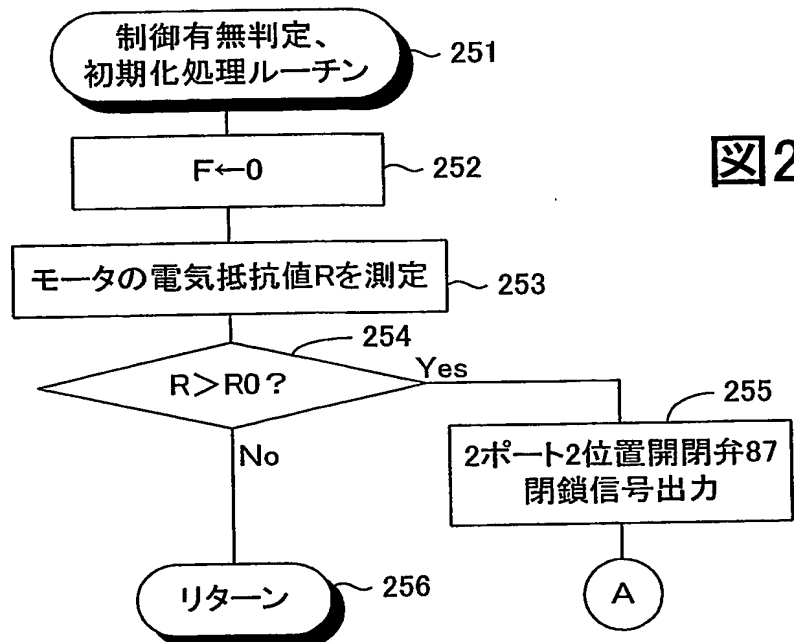 制御有無判定、
初期化処理ルーチン
251
F←0
252
図2
モータの電気抵抗値Rを測定
253
254
R＞R0？
Yes
No
255
2ポート2位置開閉弁87
閉鎖信号出力
リターン
256
A